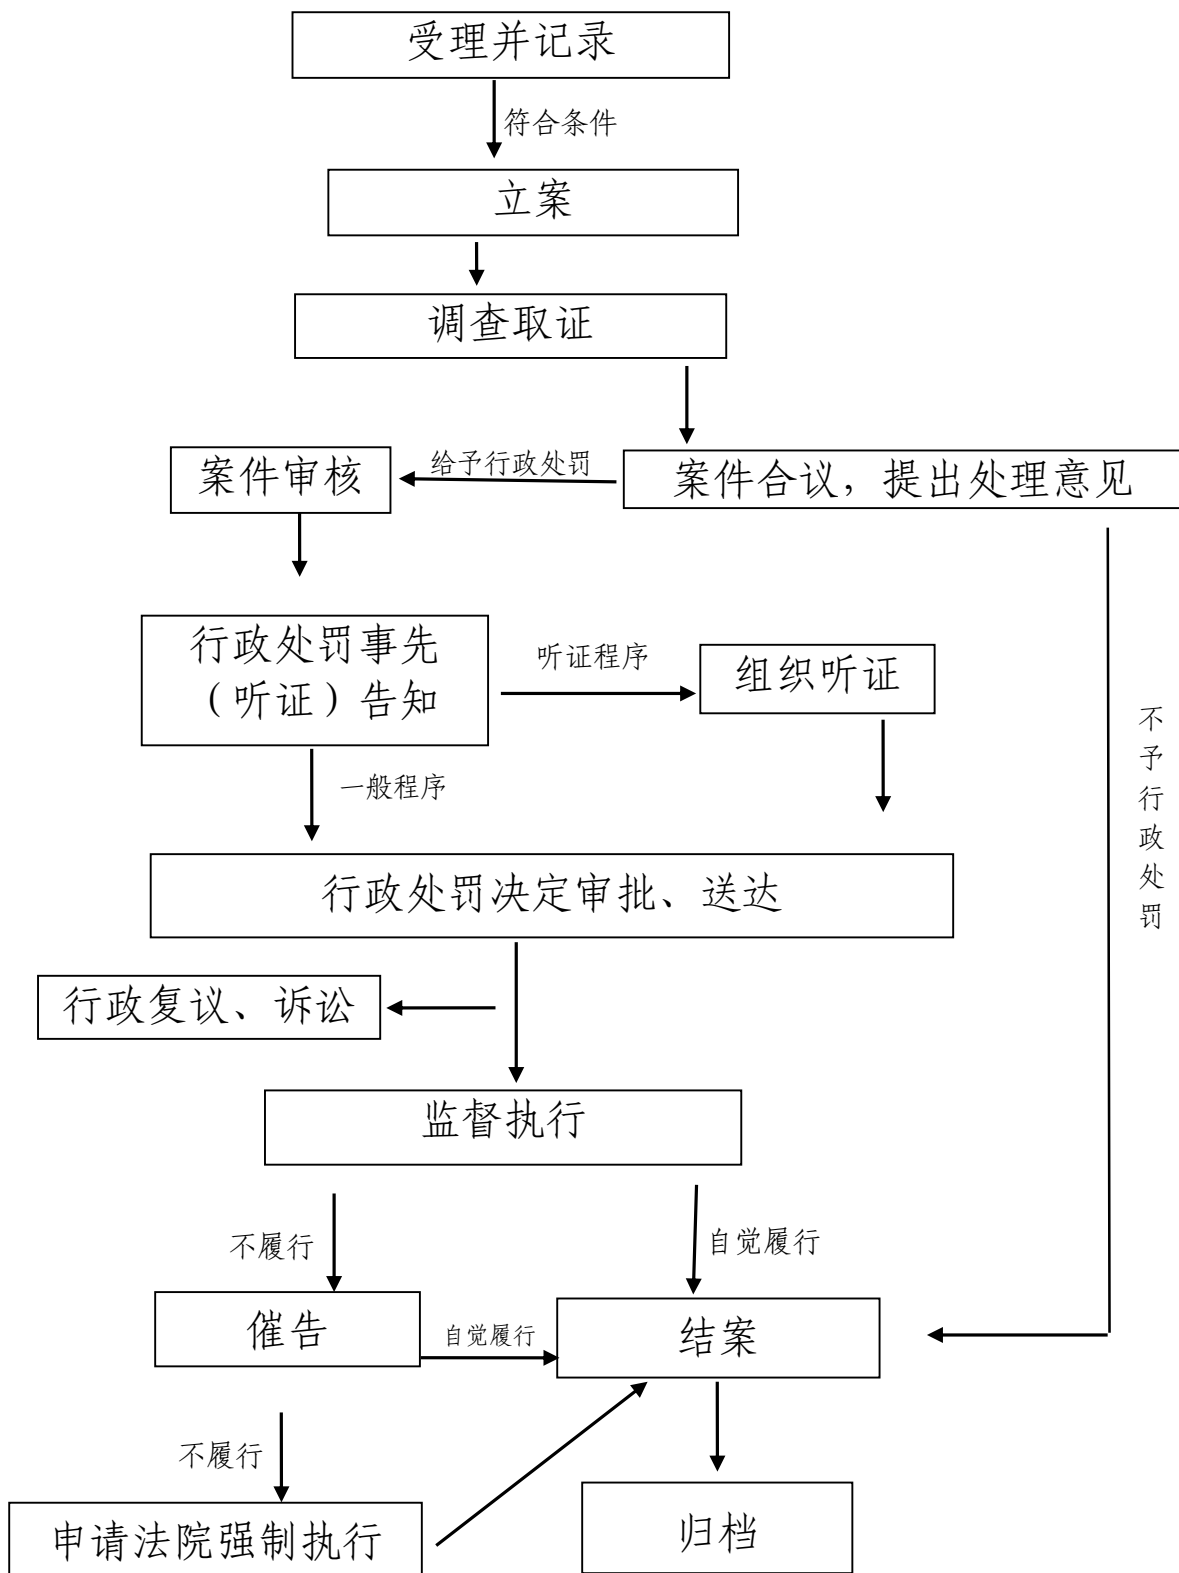 受理并记录
符合条件
立案
调查取证
案件审核
给予行政处罚
案件合议，提出处理意见
行政处罚事先
（听证）告知
听证程序
组织听证
不予行政处罚
一般程序
行政处罚决定审批、送达
行政复议、诉讼
监督执行
不履行
自觉履行
催告
自觉履行
结案
不履行
申请法院强制执行
归档